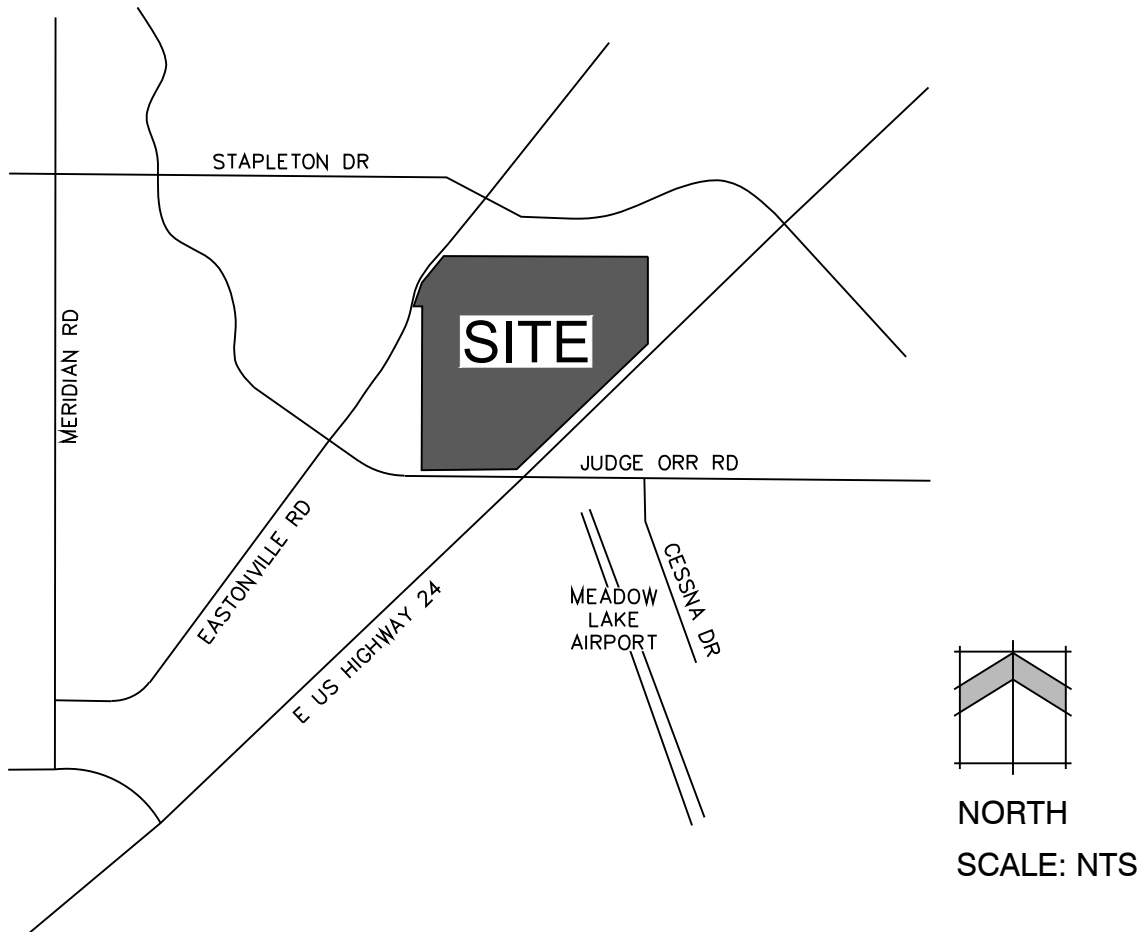 STAPLETON DR
MERIDIAN RD
SITE
JUDGE ORR RD
EASTONVILLE RD
E US HIGHWAY 24
CESSNA DR
MEADOW
LAKE
AIRPORT
NORTH
SCALE: NTS